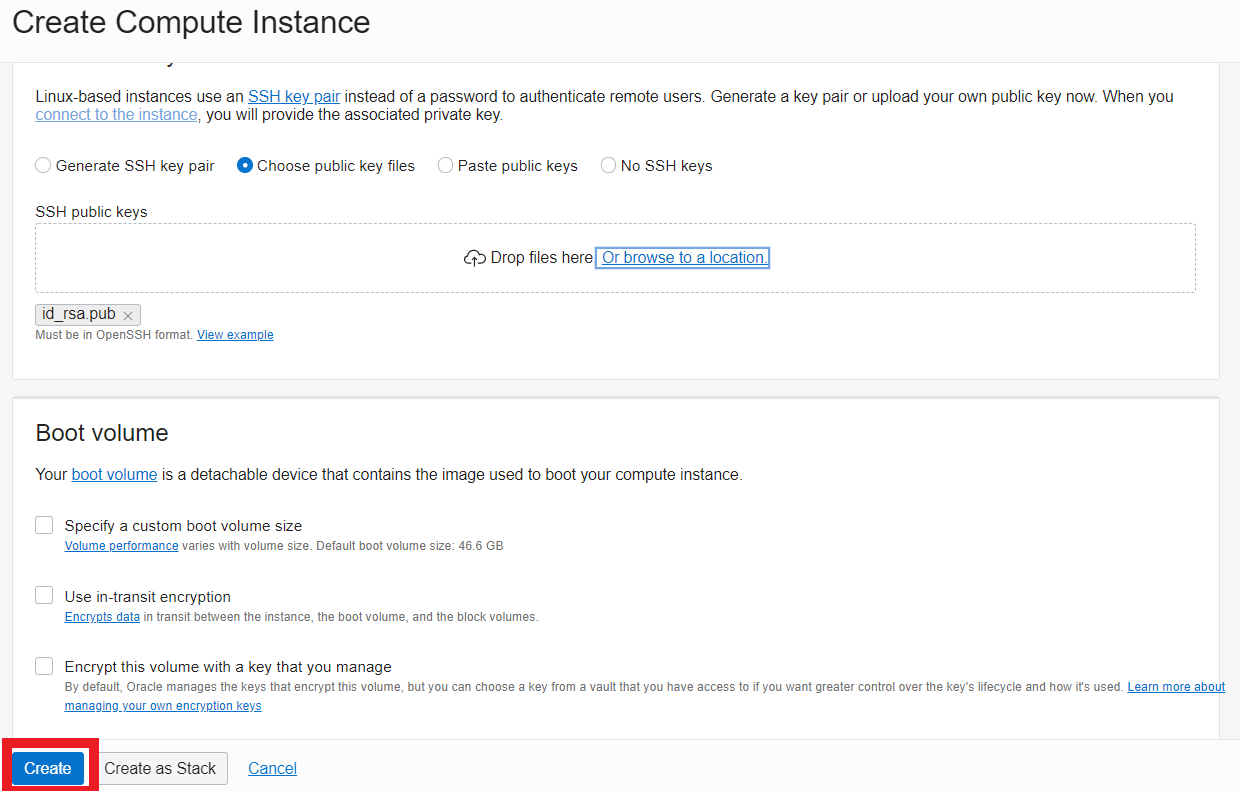 Create Compute Instance
Linux-based instances use an SSH key pair instead of a password to authenticate remote users. Generate a key pair or upload your own public key now. When you
connect to the instance, you will provide the associated private key.
Generate SSH key pair Choose public key files Paste public keys No SSH keys
SSH public keys
Drop files here Or browse to a location.
id_rsa.pub ×
Must be in OpenSSH format. View example
Boot volume
Your boot volume is a detachable device that contains the image used to boot your compute instance.
Specify a custom boot volume size
Volume performance varies with volume size. Default boot volume size: 46.6 GB
Use in-transit encryption
Encrypts data in transit between the instance, the boot volume, and the block volumes.
Encrypt this volume with a key that you manage
By default, Oracle manages the keys that encrypt this volume, but you can choose a key from a vault that you have access to if you want greater control over the key's lifecycle and how it's used. Learn more about
managing your own encryption keys
Create Create as Stack Cancel